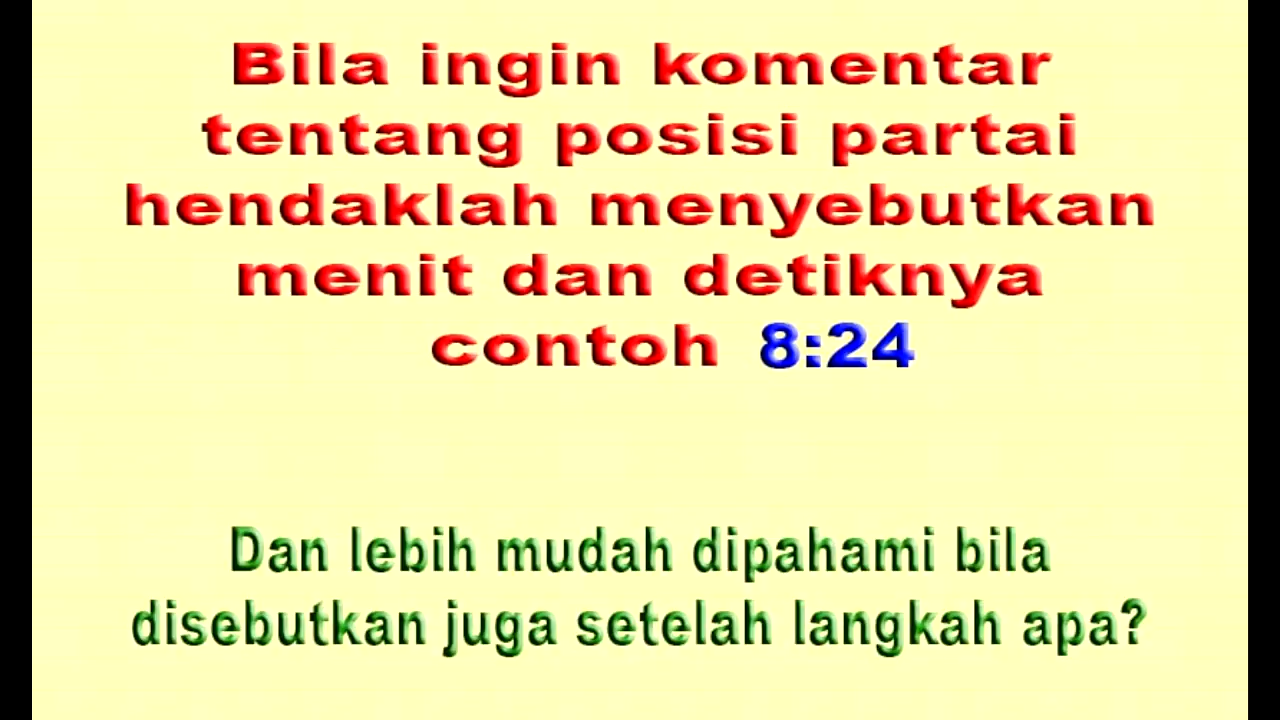 Bila ingin komentar
tentang posisi partai
hendaklah menyebutkan
menit dan detiknya
contoh 8:24
Dan lebih mudah dipahami bila
disebutkan juga setelah langkah apa?